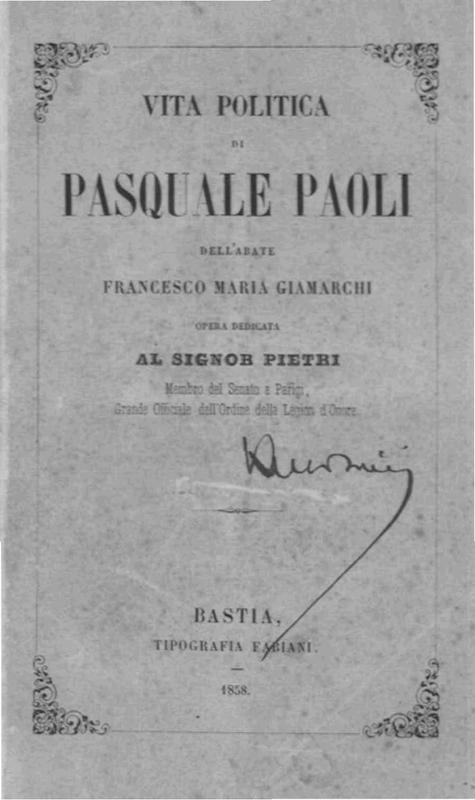 VITA POLITICA
DI
PASQUALE PAOLI
DELL'ABATE
FRANCESCO MARIA GIAMARCHI
OPERA DEDICATA
AL SIGNOR PIETRI
Membro del Senato a Parigi,
Grande Officiale dell'Ordine della Legion d'Onore.
BASTIA,
TIPOGRAFIA FABIANI.
1858.